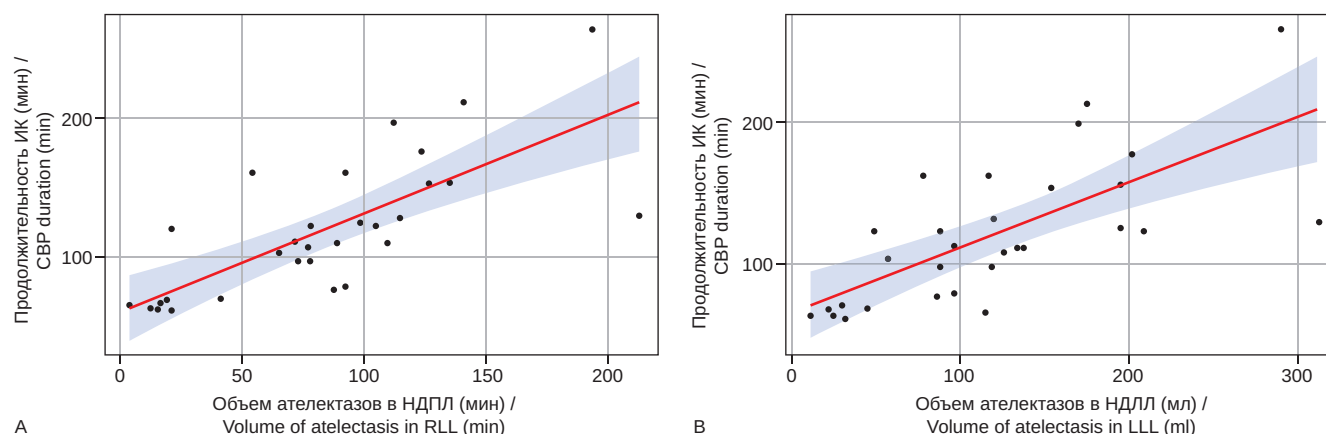 Продолжительность ИК (мин) /
CBP duration (min)
200
100
0
50
100
150
200
Объем ателектазов в НДПЛ (мин) /
Volume of atelectasis in RLL (min)
A
Продолжительность ИК (мин) /
CBP duration (min)
200
100
0
100
200
300
Объем ателектазов в НДЛЛ (мл) /
Volume of atelectasis in LLL (ml)
B